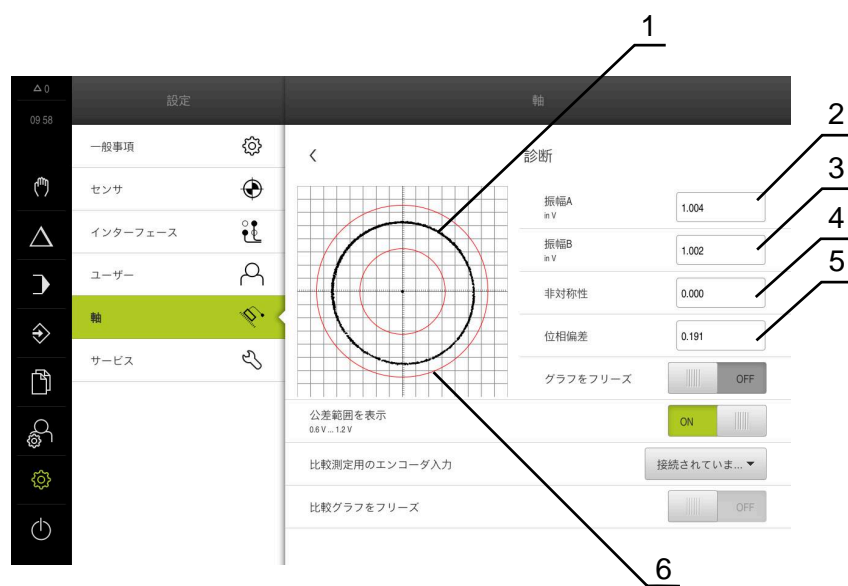 1
△ 0
設定
軸
09 58
2
一般事項
診断
振幅A
in V
1.004
3
センサ
振幅B
in V
1.002
4
インターフェース
非対称性
0.000
5
ユーザー
位相偏差
0.191
軸
グラフをフリーズ
OFF
サービス
公差範囲を表示
0.6 V ... 1.2 V
ON
比較測定用のエンコーダ入力
接続されていま...
比較グラフをフリーズ
OFF
6